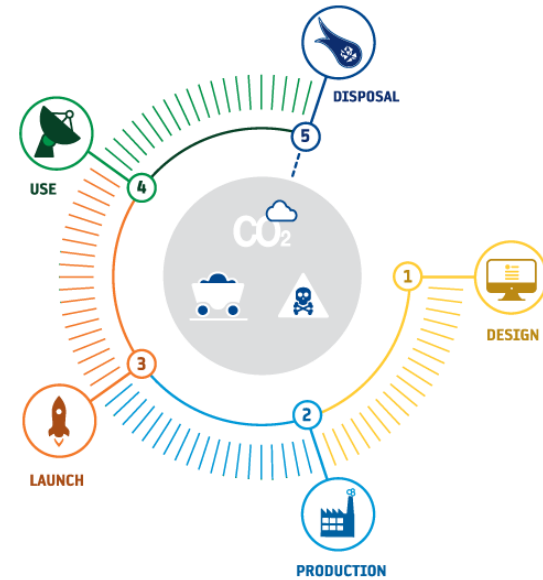 5
DISPOSAL
4
USE
CO2
1
DESIGN
3
LAUNCH
2
PRODUCTION